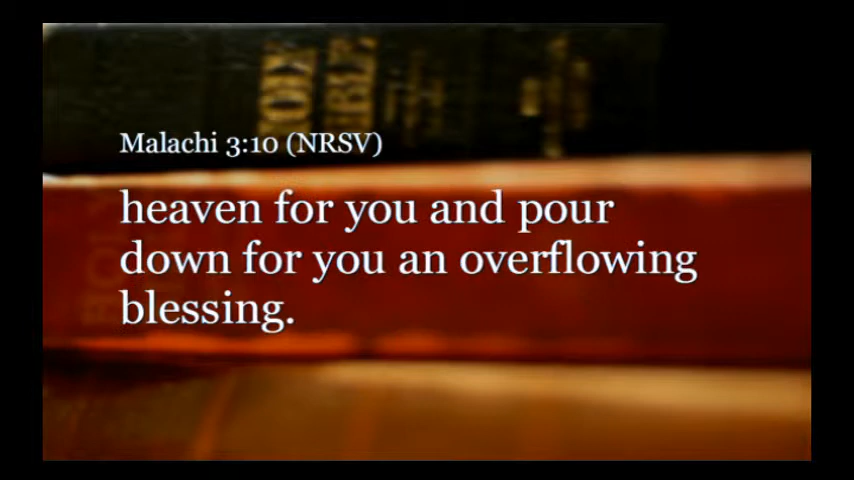 Malachi 3:10 (NRSV)
heaven for you and pour
down for you an overflowing
blessing.